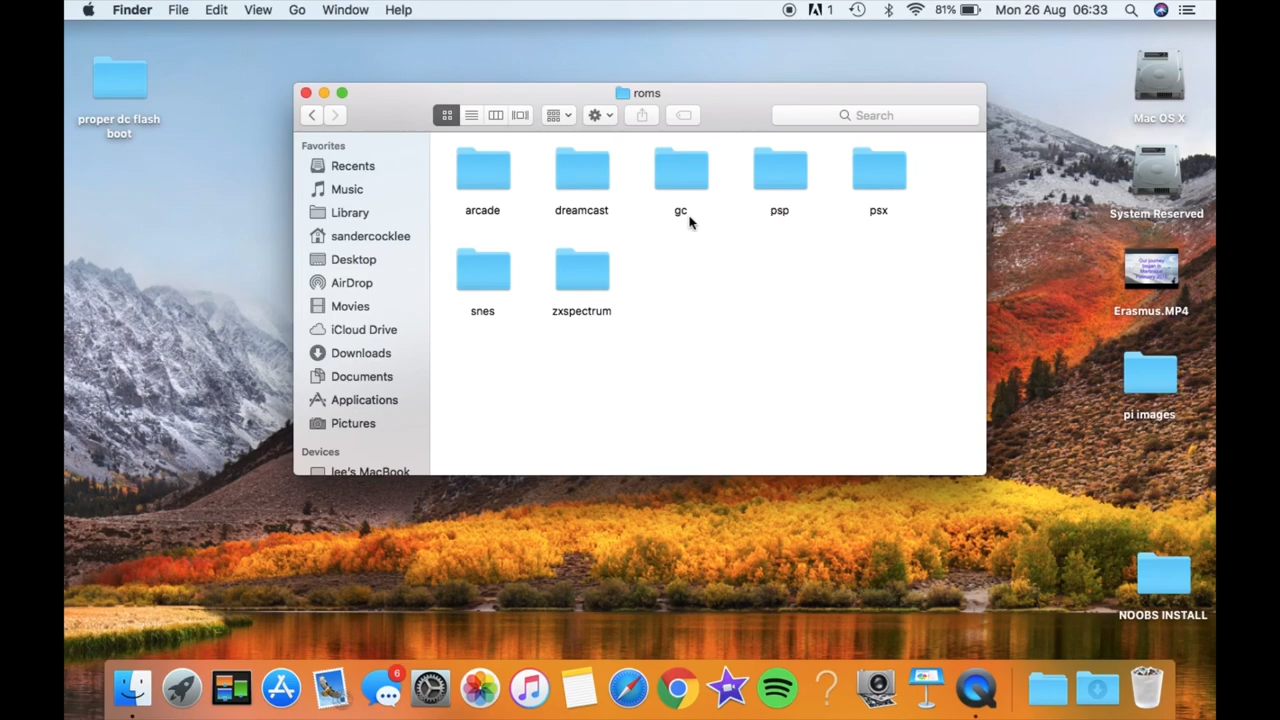 Finder File Edit View Go Window Help
1
81%
Mon 26 Aug 06:33
proper dc flash
boot
roms
Search
Favorites
Recents
Music
Library
sandercocklee
Desktop
AirDrop
Movies
iCloud Drive
Downloads
Documents
Applications
Pictures
Devices
lee's MacBook
arcade
dreamcast
gc
psp
psx
snes
zxspectrum
Mac OS X
System Reserved
Erasmus.MP4
pi images
NOOBS INSTALL
6